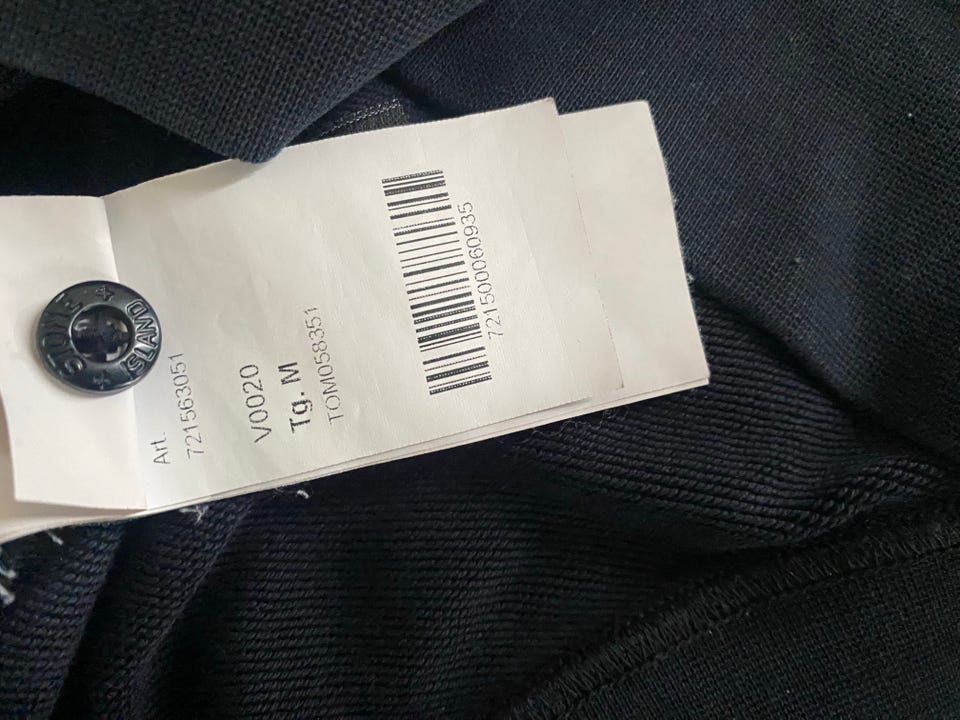 STONE
ISLAND
Art.
721563051
V0020
Tg. M
TOM058351
721500060935